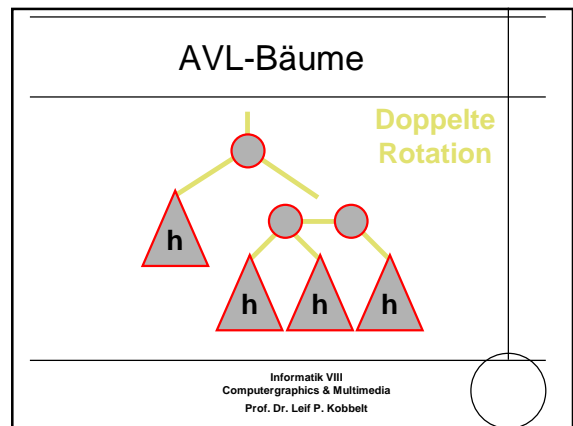 AVL-Bäume
Doppelte
Rotation
h
h h h
Informatik VIII
Computergraphics & Multimedia
Prof. Dr. Leif P. Kobbelt